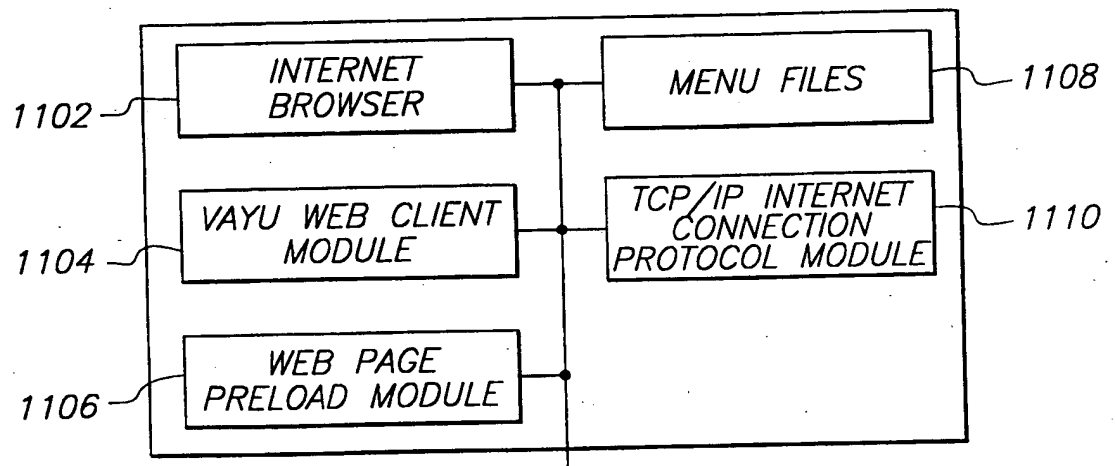 INTERNET
BROWSER
1102
MENU FILES
1108
VAYU WEB CLIENT
MODULE
1104
TCP/IP INTERNET
CONNECTION
PROTOCOL MODULE
1110
WEB PAGE
PRELOAD MODULE
1106